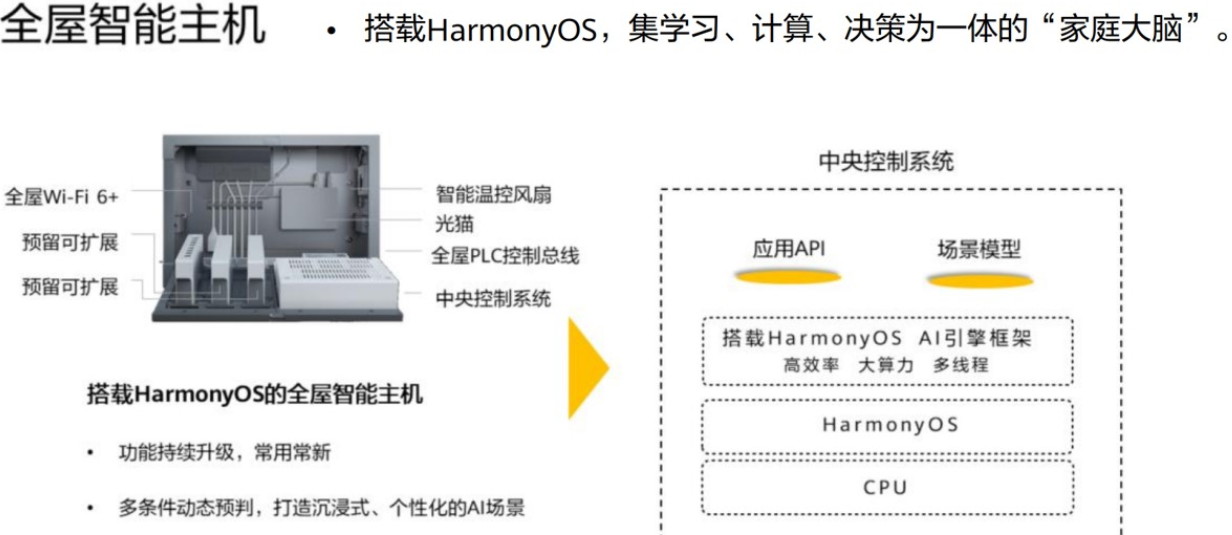 全屋智能主机
• 搭载HarmonyOS，集学习、计算、决策为一体的“家庭大脑”。
全屋Wi-Fi 6+
预留可扩展
预留可扩展
智能温控风扇
光猫
全屋PLC控制总线
中央控制系统
搭载HarmonyOS的全屋智能主机
• 功能持续升级，常用常新
• 多条件动态预判，打造沉浸式、个性化的AI场景
中央控制系统
应用API
场景模型
搭载HarmonyOS AI引擎框架
高效率 大算力 多线程
HarmonyOS
CPU